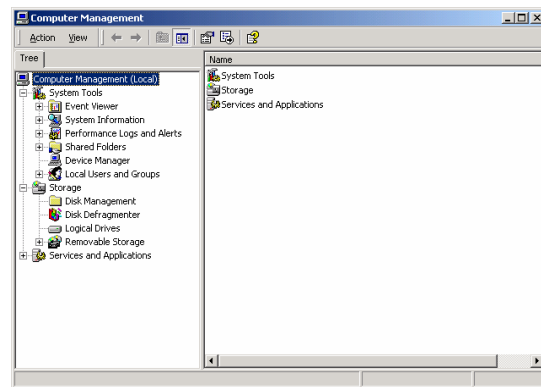 Computer Management
Action View
Tree
Name
Computer Management (Local)
System Tools
Event Viewer
System Information
Performance Logs and Alerts
Shared Folders
Device Manager
Local Users and Groups
Storage
Disk Management
Disk Defragmenter
Logical Drives
Removable Storage
Services and Applications
System Tools
Storage
Services and Applications